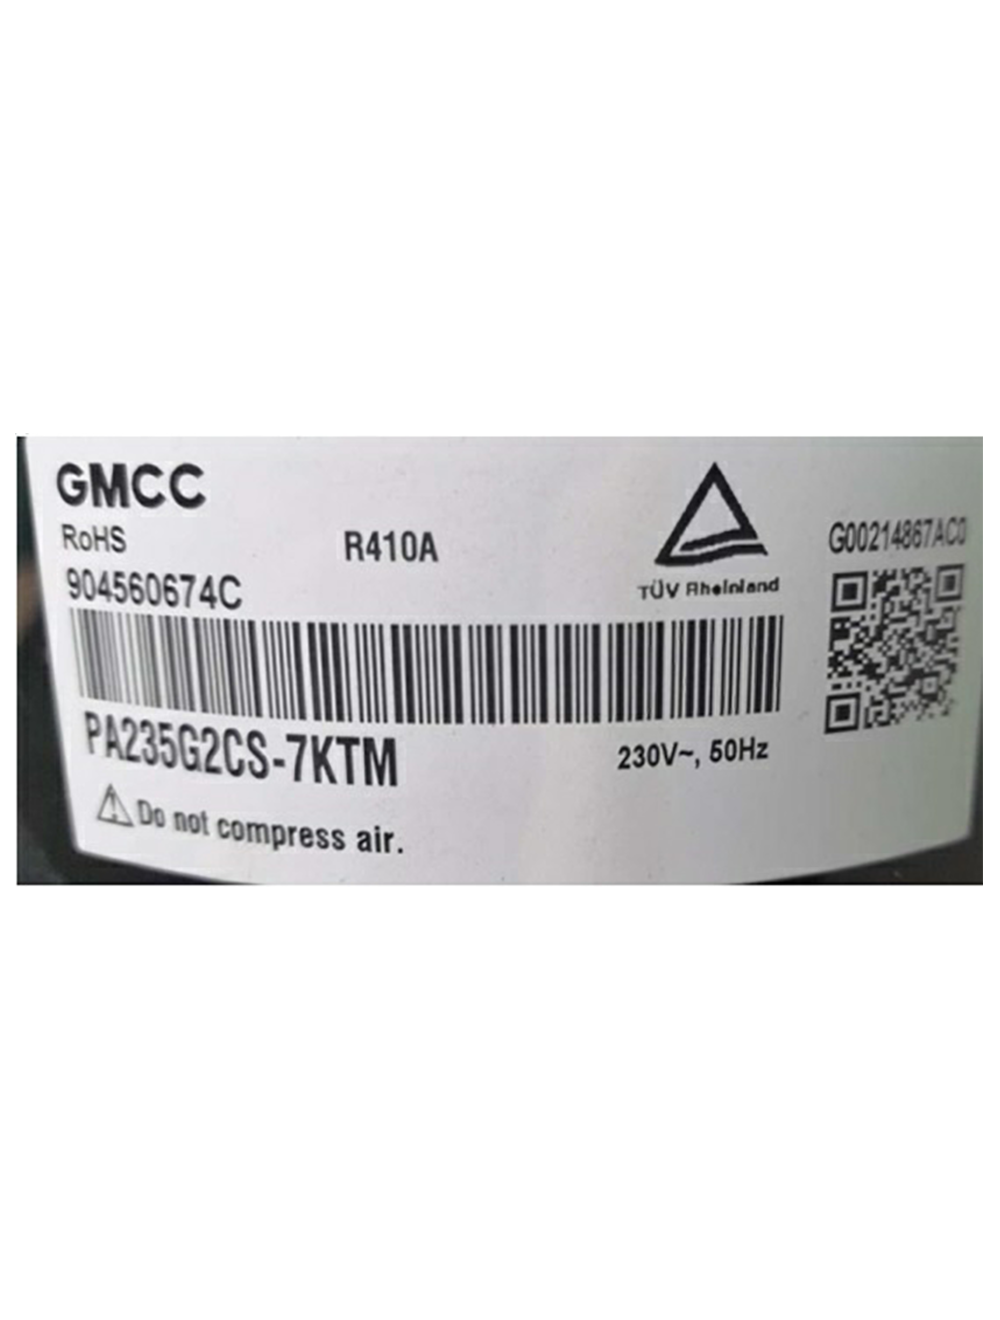 GMCC
RoHS
R410A
904560674C
TÜV Rheinland
G00214867AC0
PA235G2CS-7KTM
230V~, 50Hz
Do not compress air.